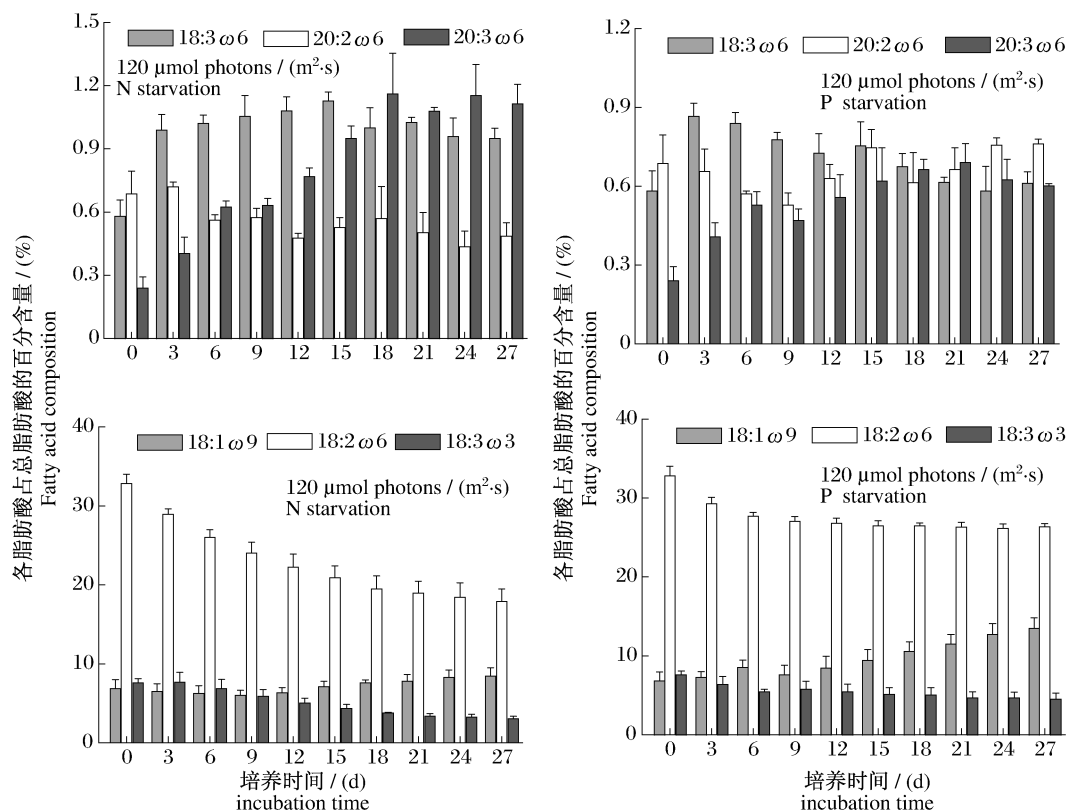 1.5
1.2
0.9
0.6
0.3
0
18:3ω6 20:2ω6 20:3ω6
120 μmol photons / (m²·s)
N starvation
0 3 6 9 12 15 18 21 24 27
1.2
0.9
0.6
0.3
0
18:3ω6 20:2ω6 20:3ω6
120 μmol photons / (m²·s)
P starvation
0 3 6 9 12 15 18 21 24 27
各脂肪酸占总脂肪酸的百分含量 / (%)
Fatty acid composition
各脂肪酸占总脂肪酸的百分含量 / (%)
Fatty acid composition
40
30
20
10
0
18:1ω9 18:2ω6 18:3ω3
120 μmol photons / (m²·s)
N starvation
0 3 6 9 12 15 18 21 24 27
培养时间 / (d)
incubation time
40
30
20
10
0
18:1ω9 18:2ω6 18:3ω3
120 μmol photons / (m²·s)
P starvation
0 3 6 9 12 15 18 21 24 27
培养时间 / (d)
incubation time